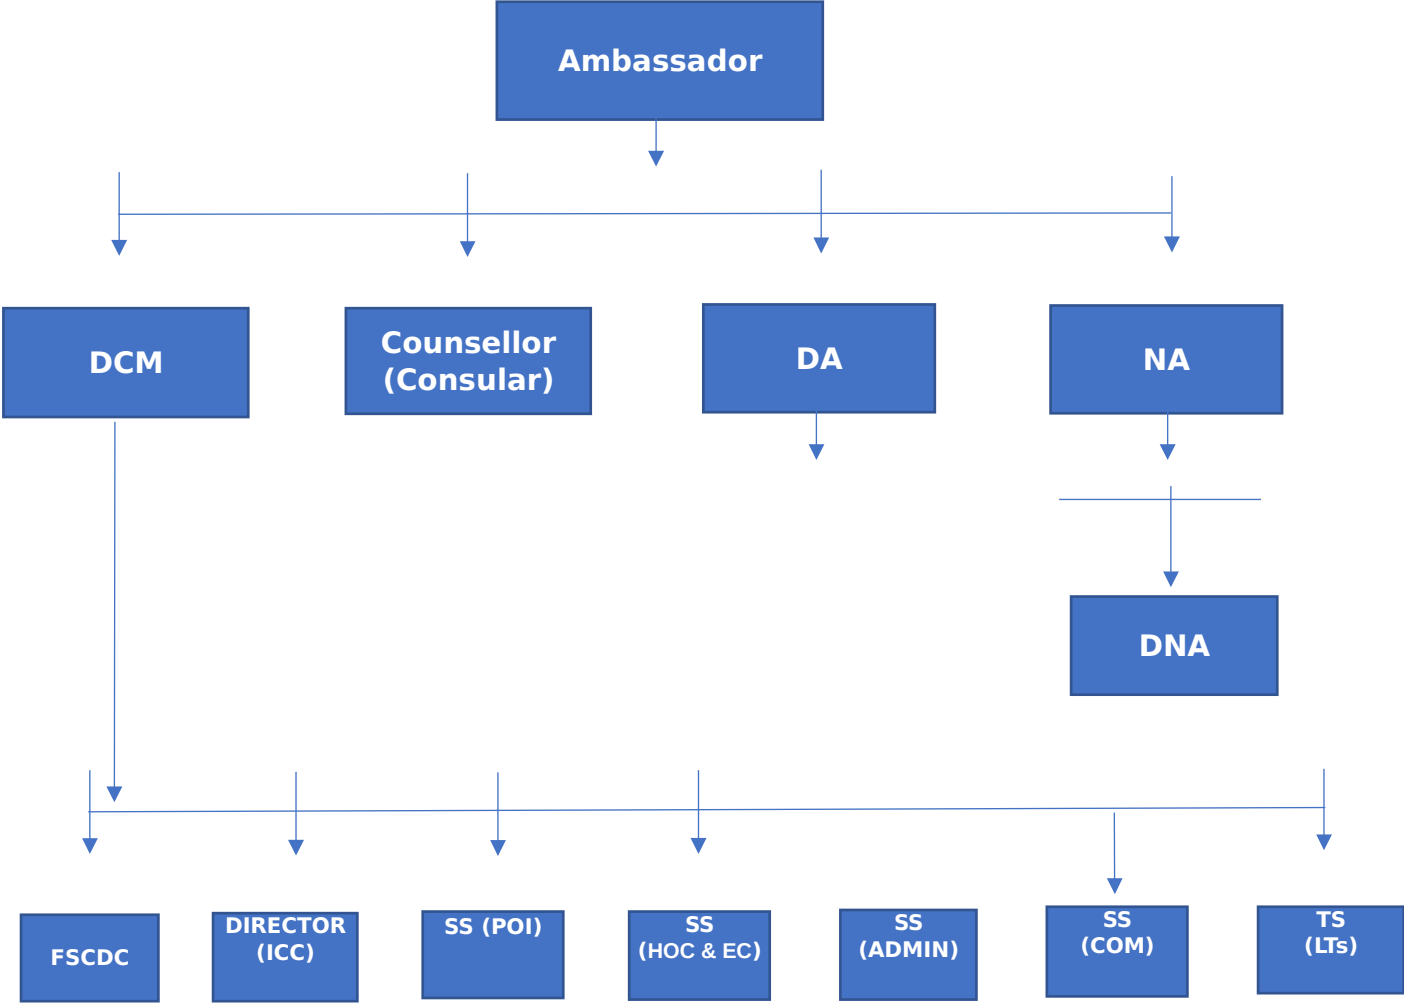 Ambassador
DCM
Counsellor
(Consular)
DA
NA
DNA
FSCDC
DIRECTOR
(ICC)
SS (POI)
SS
(HOC & EC)
SS
(ADMIN)
SS
(COM)
TS
(LTs)